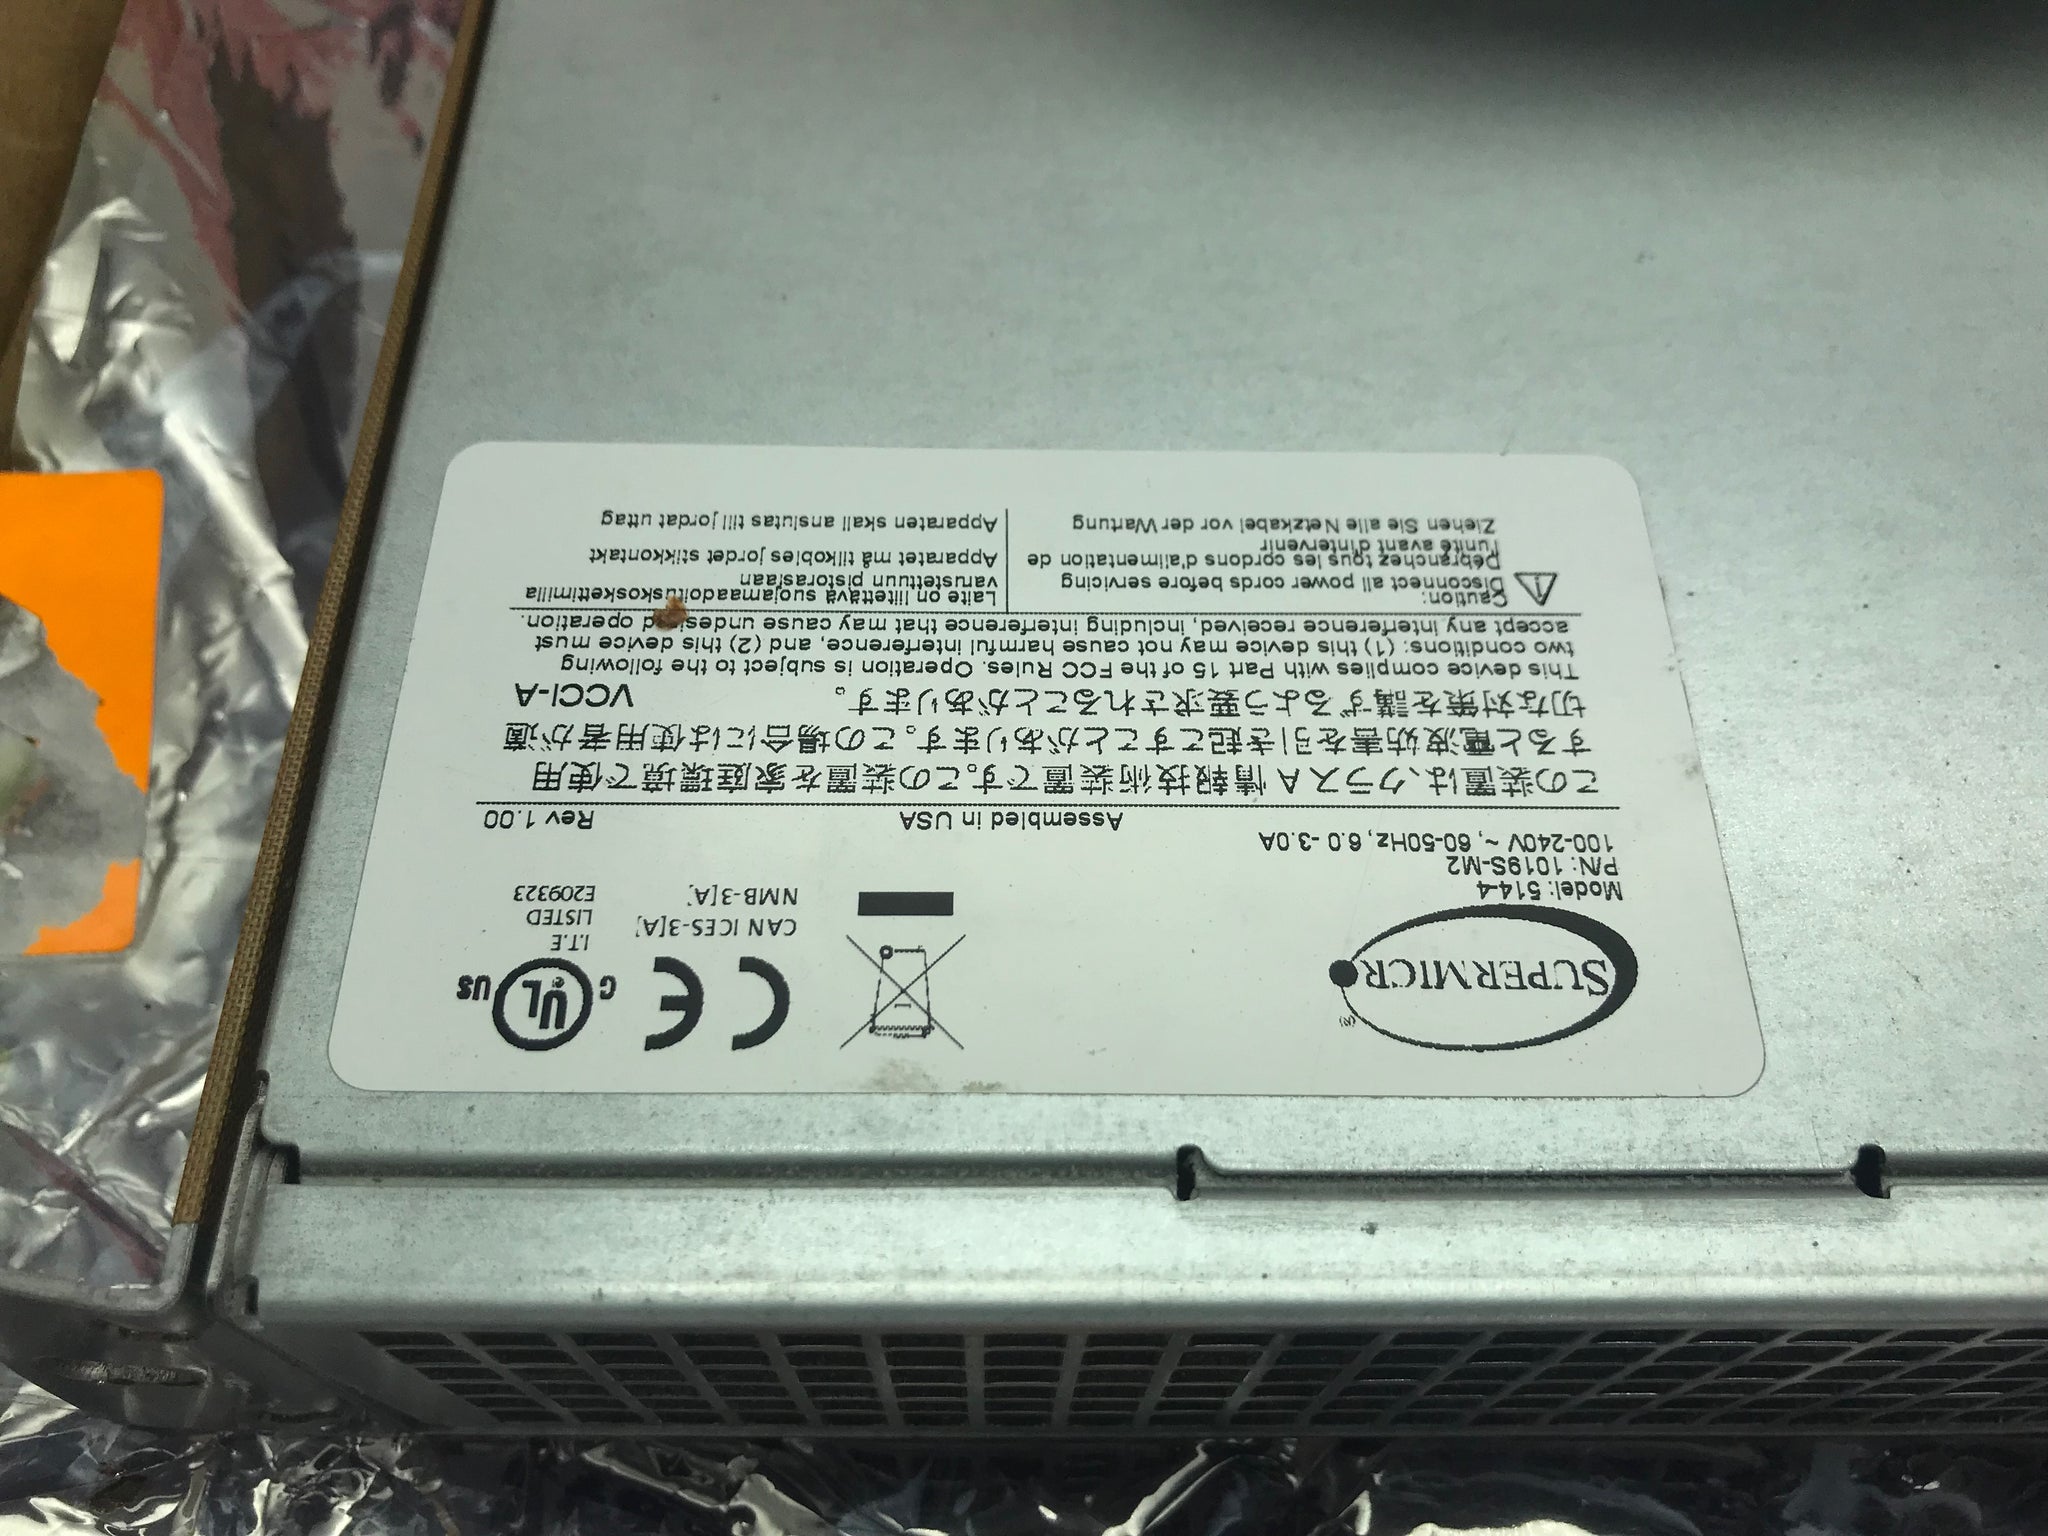 SUPERMICR
®
Model: 514-4
P/N: 1019S-M2
100-240V ~, 60-50Hz, 6.0 -3.0A
CE
c UL us
CAN ICES-3[A]
NMB-3[A]
I.T.E
LISTED
E209323
Assembled in USA
Rev 1.00
この装置は、クラスA 情報技術装置です。この装置を家庭環境で使用
すると電波妨害を引き起こすことがあります。この場合には使用者が適
切な対策を講ずるよう要求されることがあります。
VCCI-A
This device complies with Part 15 of the FCC Rules. Operation is subject to the following
two conditions: (1) this device may not cause harmful interference, and (2) this device must
accept any interference received, including interference that may cause undesired operation.
Caution:
Disconnect all power cords before servicing
Débranchez tous les cordons d'alimentation de
l'unité avant d'intervenir
Ziehen Sie alle Netzkabel vor der Wartung
Laite on liitettävä suojamaadoituskoskettimilla
varustettuun pistorasiaan
Apparatet må tilkobles jordet stikkontakt
Apparaten skall anslutas till jordat uttag